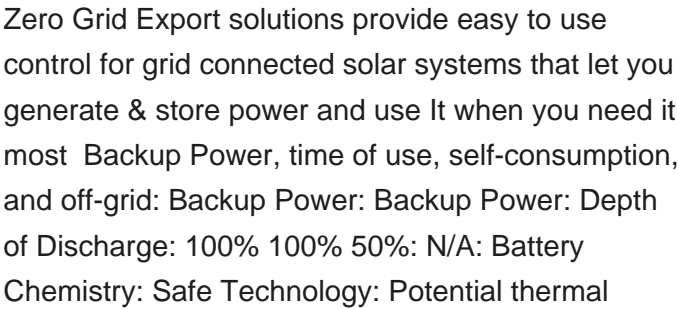 Zero Grid Export solutions provide easy to use
control for grid connected solar systems that let you
generate & store power and use It when you need it
most  Backup Power, time of use, self-consumption,
and off-grid: Backup Power: Backup Power: Depth
of Discharge: 100% 100% 50%: N/A: Battery
Chemistry: Safe Technology: Potential thermal